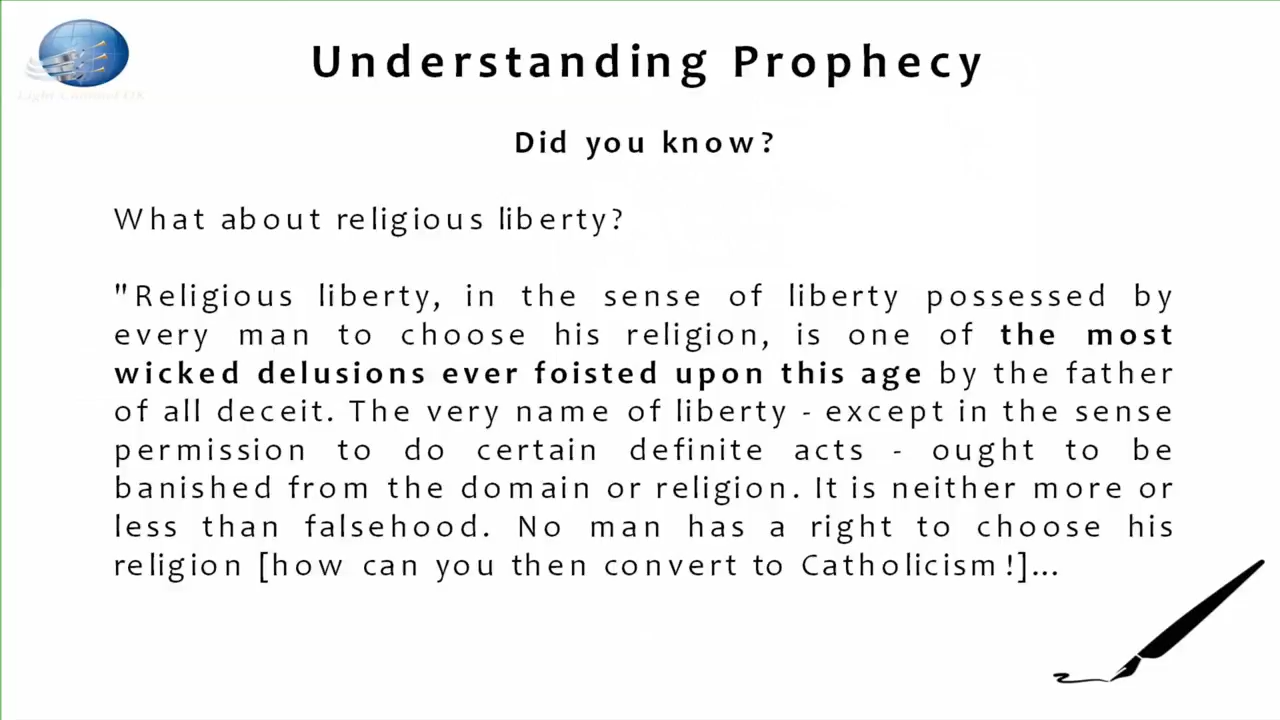 Understanding Prophecy
Did you know?
What about religious liberty?
"Religious liberty, in the sense of liberty possessed by
every man to choose his religion, is one of the most
wicked delusions ever foisted upon this age by the father
of all deceit. The very name of liberty - except in the sense
permission to do certain definite acts - ought to be
banished from the domain or religion. It is neither more or
less than falsehood. No man has a right to choose his
religion [how can you then convert to Catholicism!]...